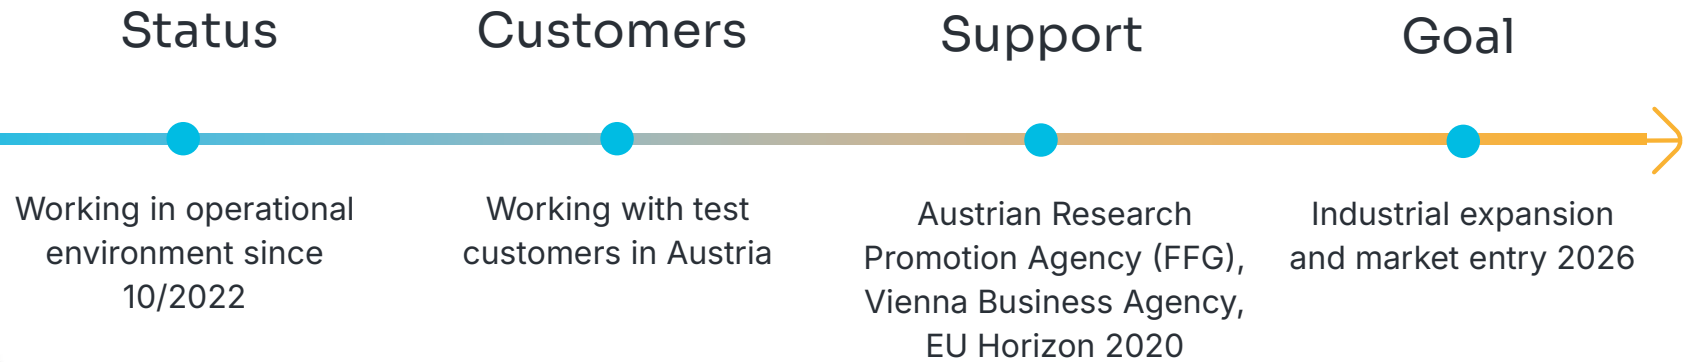 Status
Customers
Support
Goal
Working in operational
environment since
10/2022
Working with test
customers in Austria
Austrian Research
Promotion Agency (FFG),
Vienna Business Agency,
EU Horizon 2020
Industrial expansion
and market entry 2026